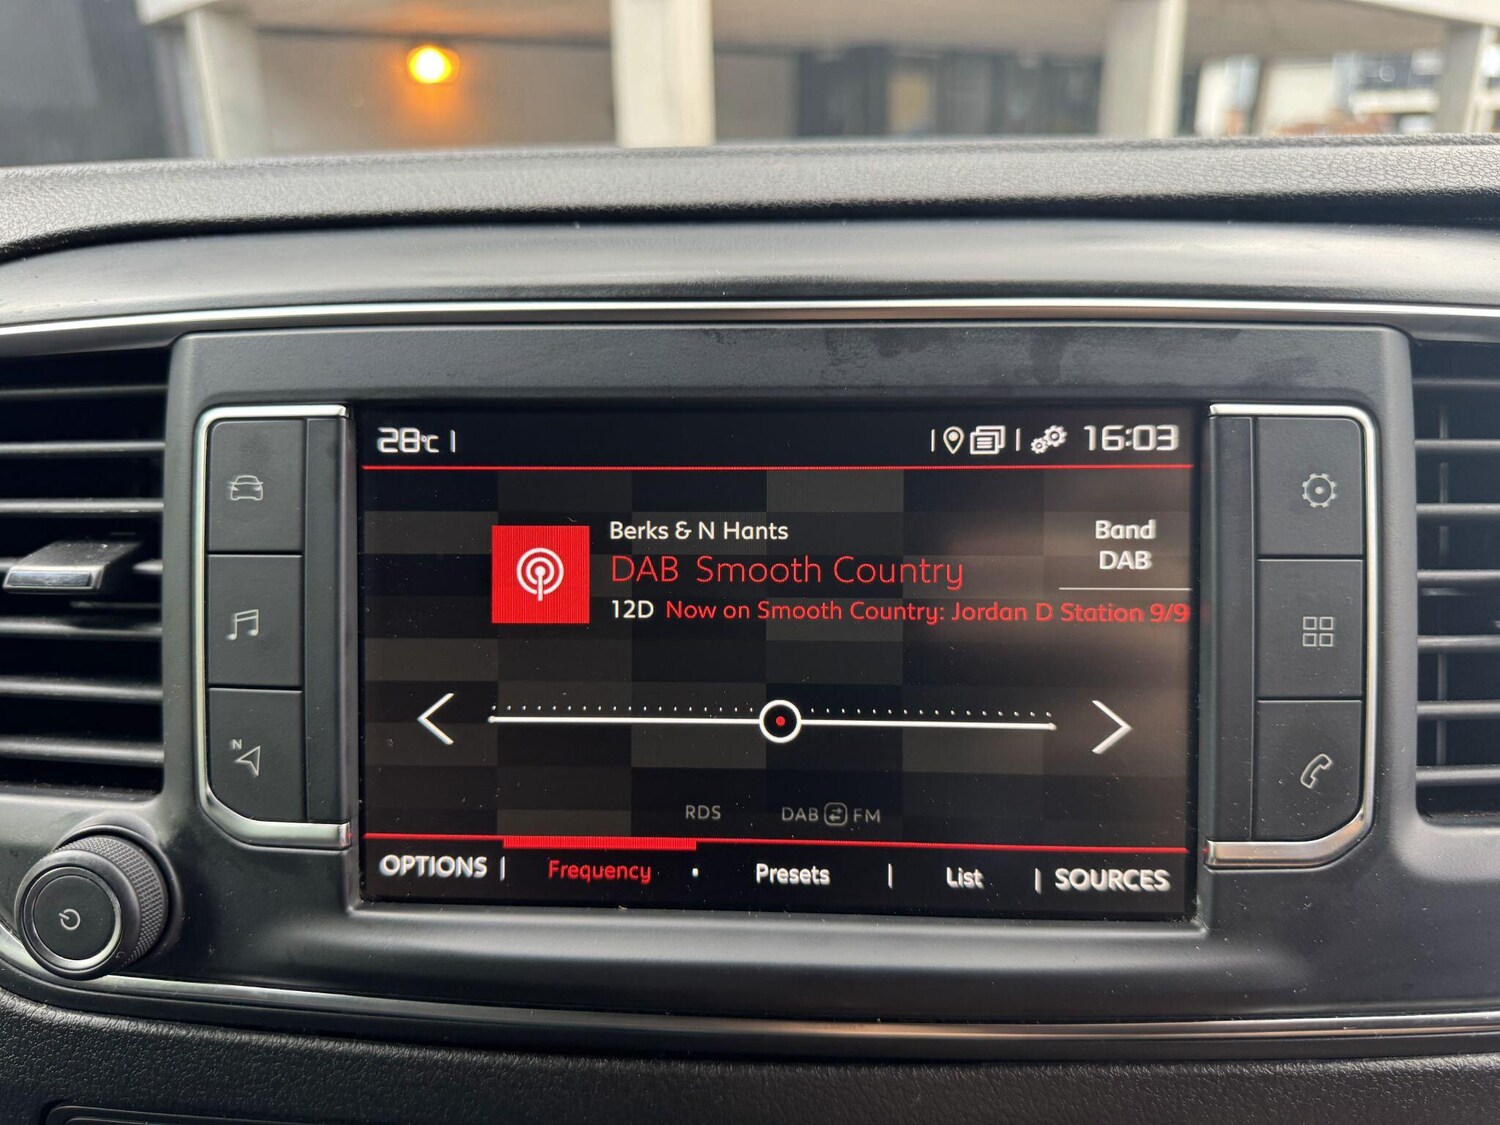 28°C
16:03
Berks & N Hants
DAB Smooth Country
12D Now on Smooth Country: Jordan D Station 9/9
Band
DAB
N
RDS DAB FM
OPTIONS Frequency Presets List SOURCES